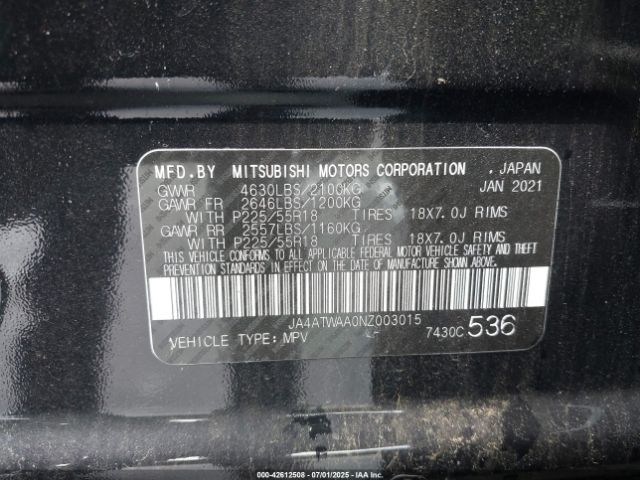 MFD.BY MITSUBISHI MOTORS CORPORATION , JAPAN
GVWR 4630LBS/2100KG JAN 2021
GAWR FR 2646LBS/1200KG
WITH P225/55R18 TIRES 18X7.0J RIMS
GAWR RR 2557LBS/1160KG
WITH P225/55R18 TIRES 18X7.0J RIMS
THIS VEHICLE CONFORMS TO ALL APPLICABLE FEDERAL MOTOR VEHICLE SAFETY AND THEFT
PREVENTION STANDARDS IN EFFECT ON THE DATE OF MANUFACTURE SHOWN ABOVE.
JA4ATWAA0NZ003015
VEHICLE TYPE: MPV 7430C 536
000-42612508 - 07/01/2025 - IAA Inc.